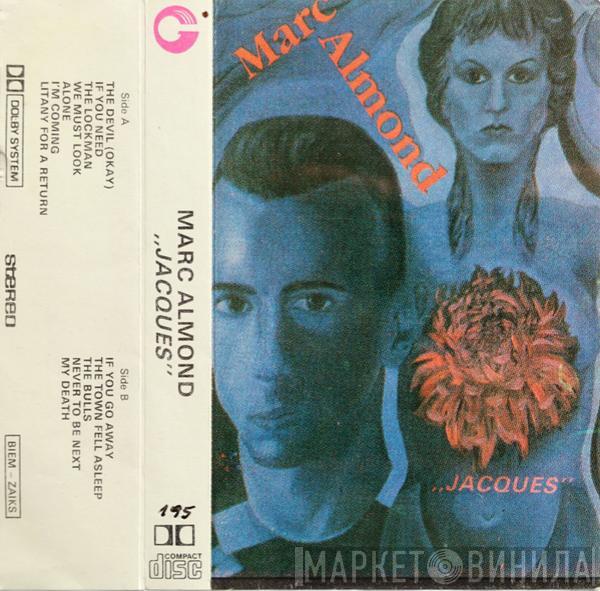 Side A
THE DEVIL (OKAY)
IF YOU NEED
THE LOCKMAN
WE MUST LOOK
ALONE
I'M COMING
LITANY FOR A RETURN
Side B
IF YOU GO AWAY
THE TOWN FELL ASLEEP
THE BULLS
NEVER TO BE NEXT
MY DEATH
DOLBY SYSTEM
stereo
BIEM – ZAIKS
MARC ALMOND
„JACQUES”
195
COMPACT
disc
Marc
Almond
„JACQUES”
МАРКЕТ ВИНИЛА